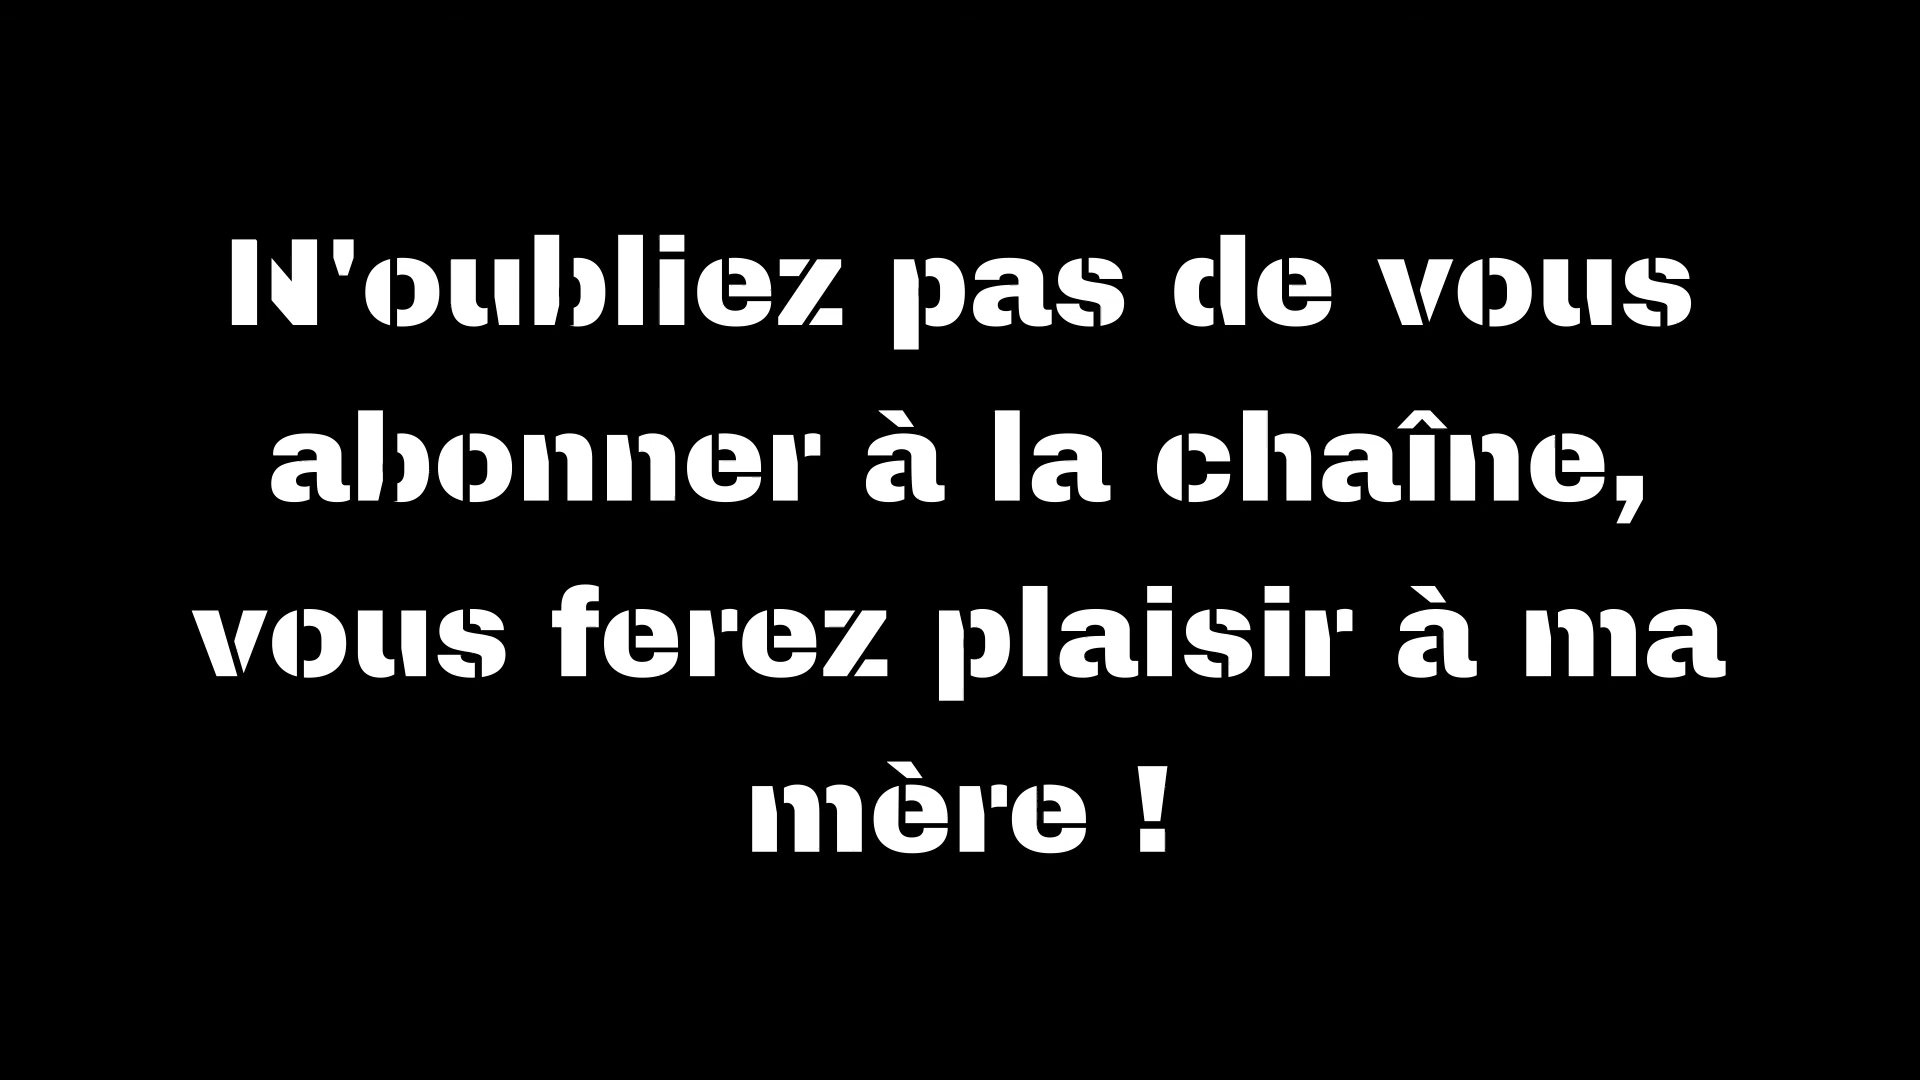 N'oubliez pas de vous
abonner à la chaîne,
vous ferez plaisir à ma
mère !